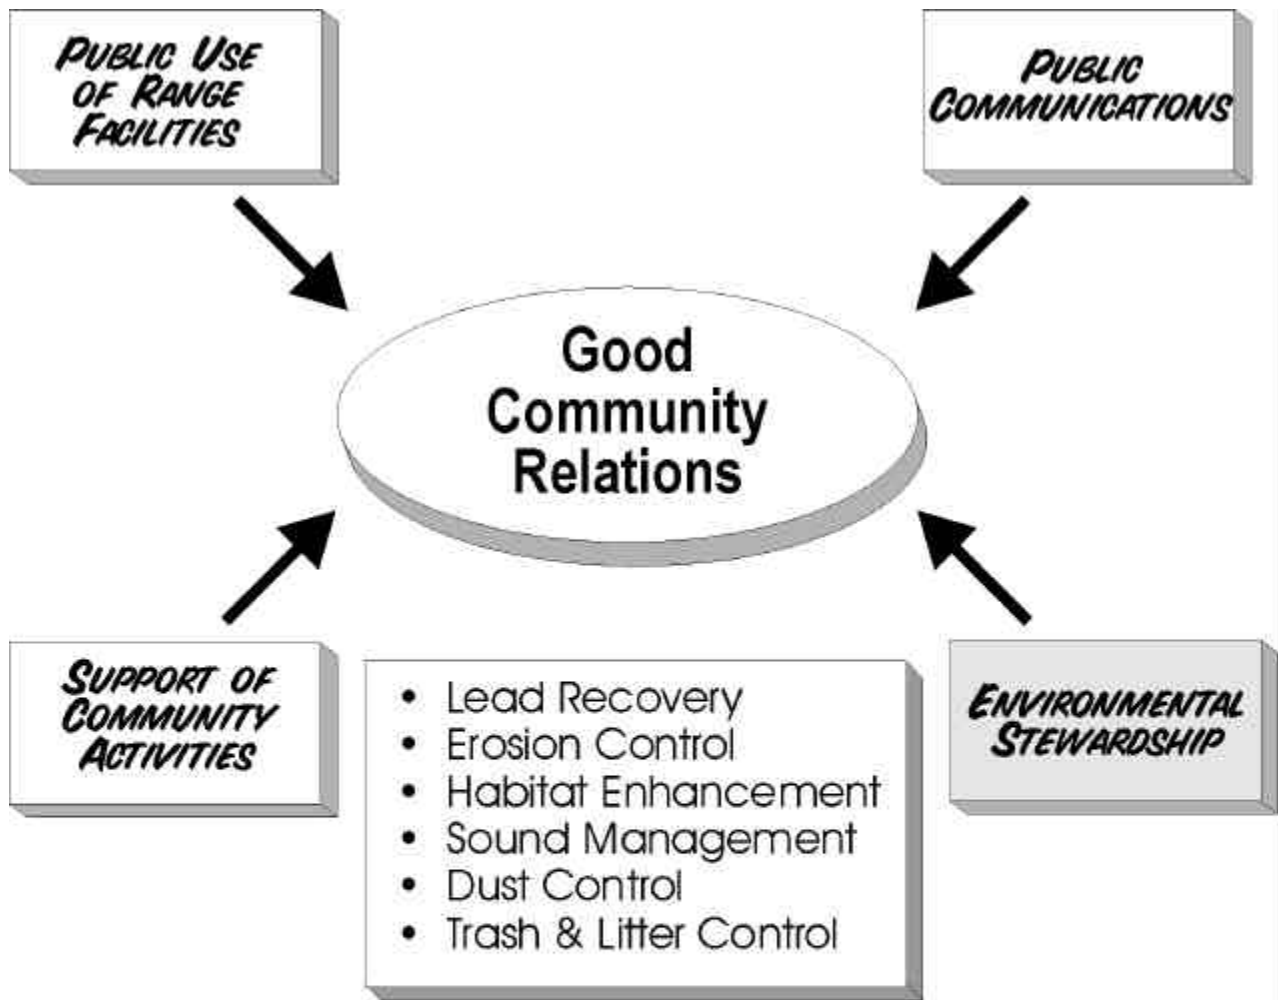 PUBLIC USE
OF RANGE
FACILITIES
PUBLIC
COMMUNICATIONS
Good
Community
Relations
SUPPORT OF
COMMUNITY
ACTIVITIES
• Lead Recovery
• Erosion Control
• Habitat Enhancement
• Sound Management
• Dust Control
• Trash & Litter Control
ENVIRONMENTAL
STEWARDSHIP